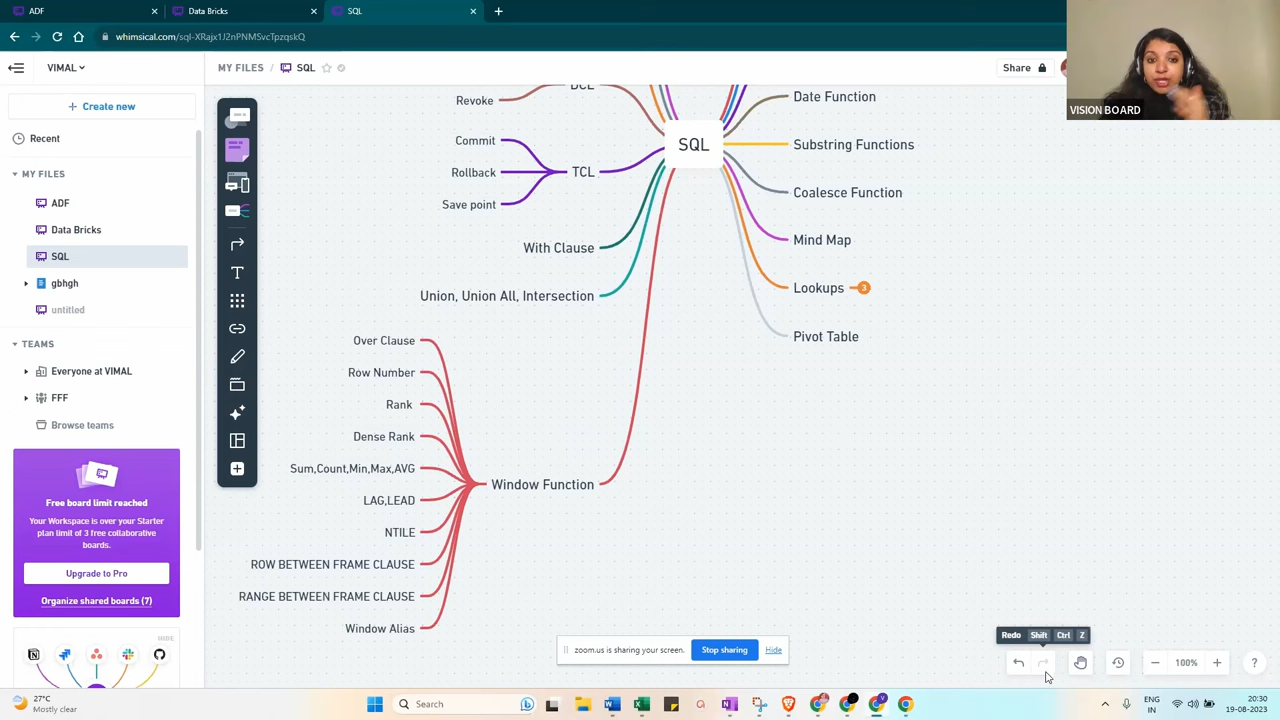 ADF
Data Bricks
SQL
whimsical.com/sql-XRajx1J2nPNMSvcTpzqskQ
VIMAL
MY FILES / SQL
Share
VISION BOARD
+ Create new
Recent
MY FILES
ADF
Data Bricks
SQL
gbhgh
untitled
TEAMS
Everyone at VIMAL
FFF
Browse teams
Free board limit reached
Your Workspace is over your Starter
plan limit of 3 free collaborative
boards.
Upgrade to Pro
Organize shared boards (7)
HIDE
SQL
DCL
Revoke
Commit
Rollback
Save point
TCL
With Clause
Union, Union All, Intersection
Over Clause
Row Number
Rank
Dense Rank
Sum,Count,Min,Max,AVG
LAG,LEAD
NTILE
ROW BETWEEN FRAME CLAUSE
RANGE BETWEEN FRAME CLAUSE
Window Alias
Window Function
Date Function
Substring Functions
Coalesce Function
Mind Map
Lookups 3
Pivot Table
zoom.us is sharing your screen. Stop sharing Hide
Redo Shift Ctrl Z
100%
?
27°C
Mostly clear
Search
ENG
IN
20:30
19-08-2023